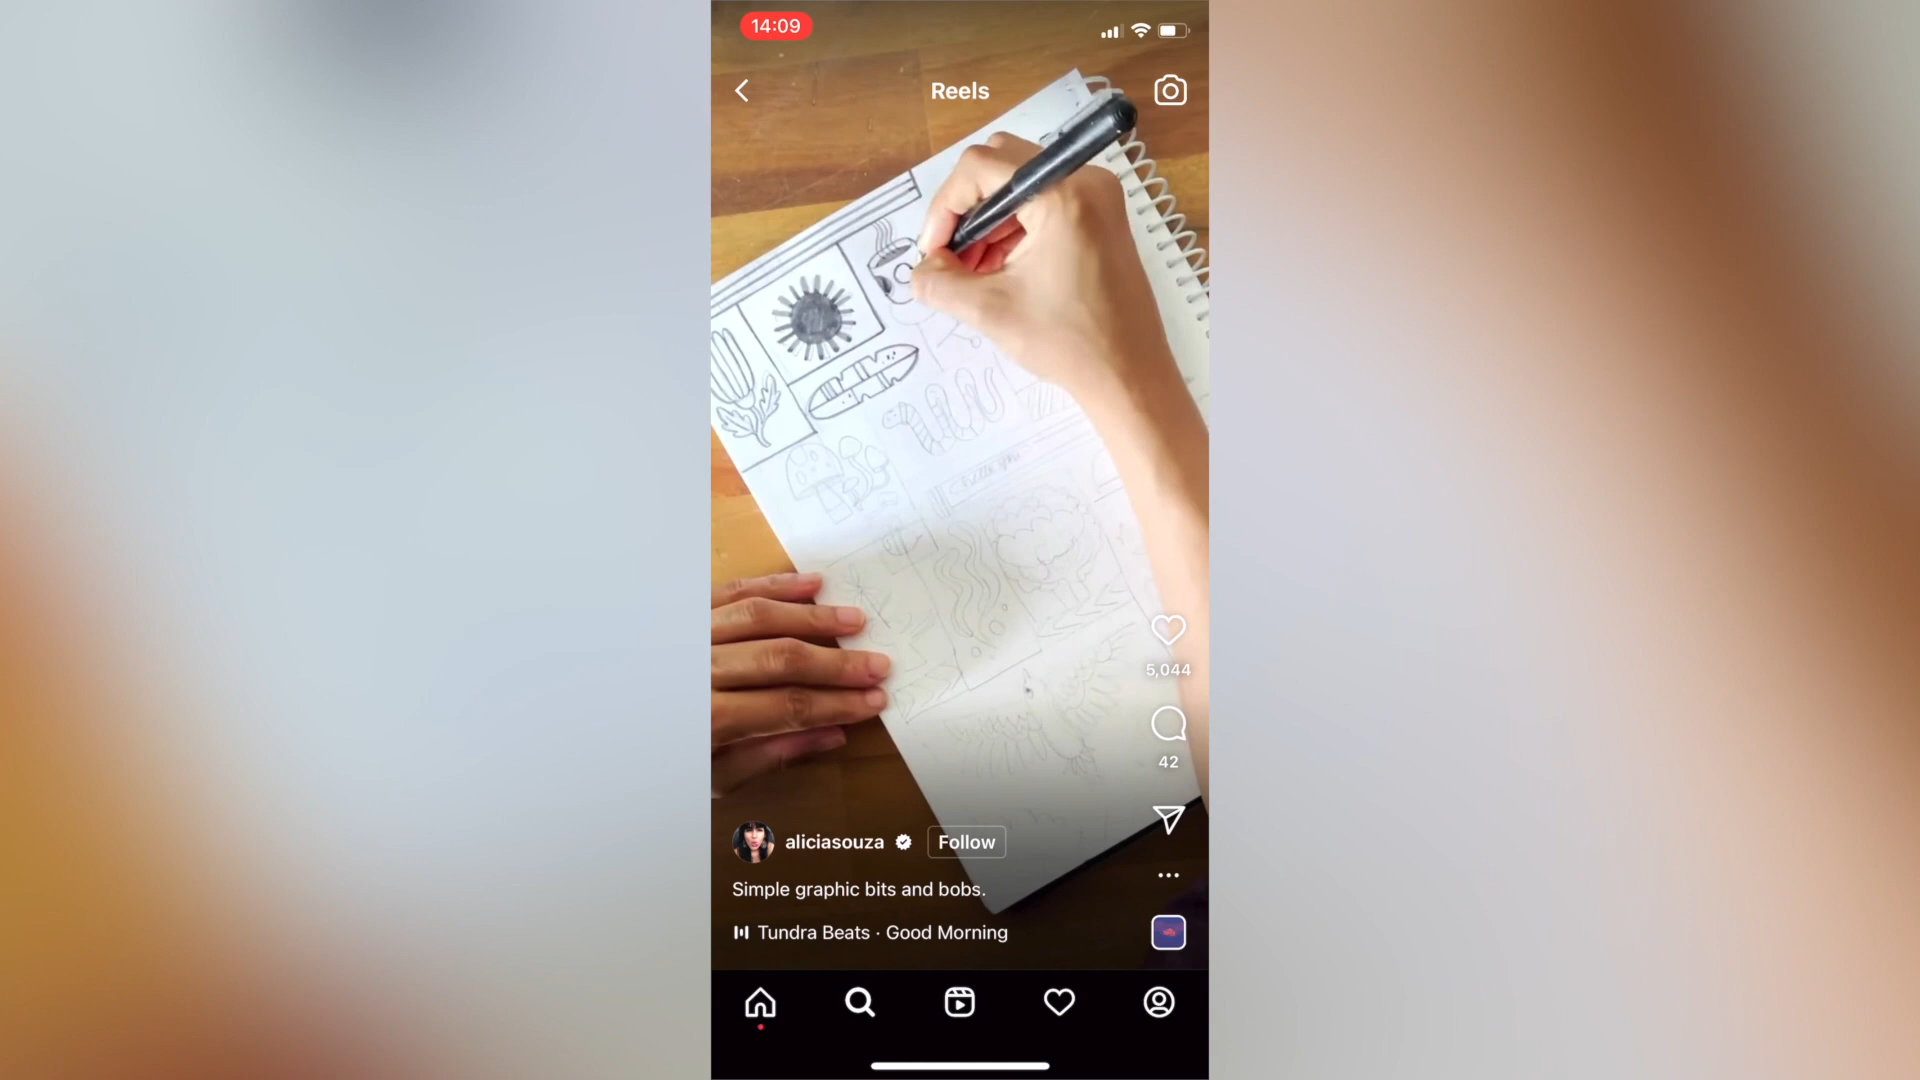 14:09
Reels
5,044
42
aliciasouza
Follow
Simple graphic bits and bobs.
Tundra Beats · Good Morning